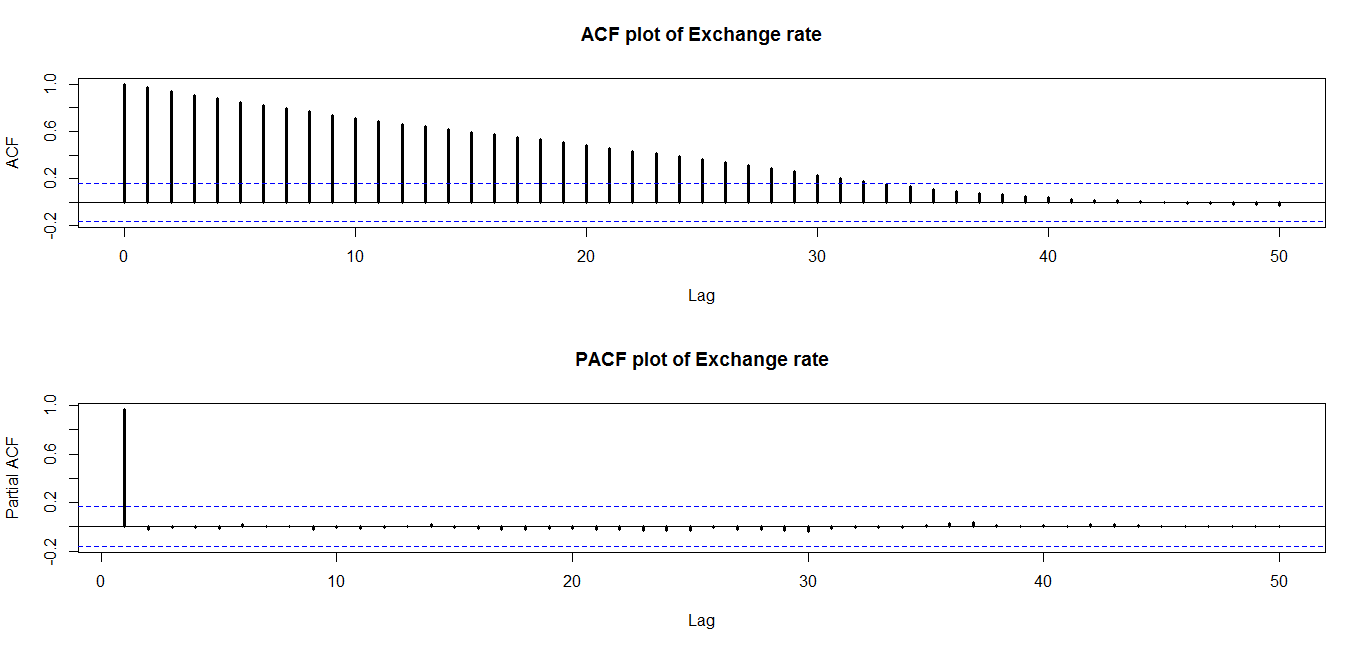 ACF plot of Exchange rate
ACF
1.0
0.6
0.2
-0.2
0 10 20 30 40 50
Lag
PACF plot of Exchange rate
Partial ACF
1.0
0.6
0.2
-0.2
0 10 20 30 40 50
Lag